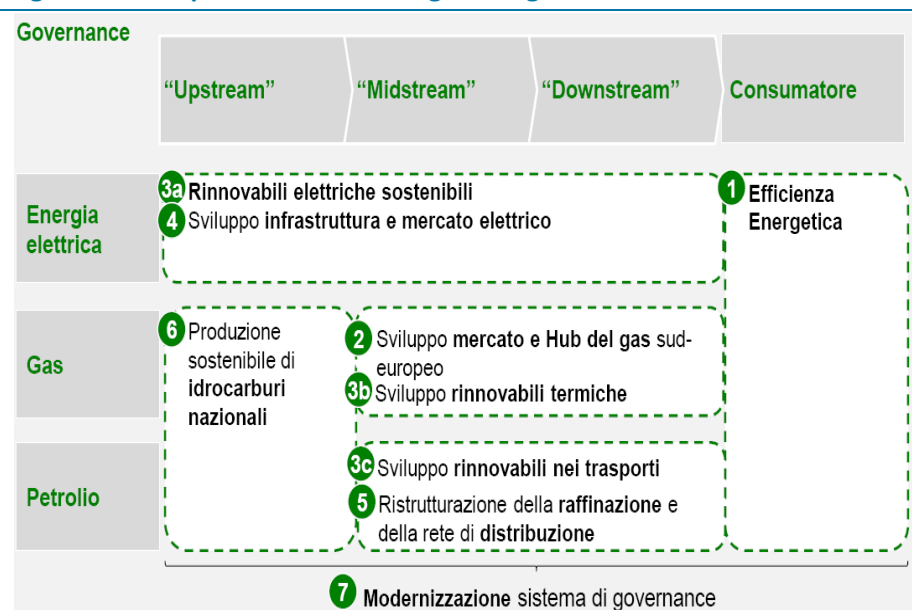 Governance
“Upstream”
“Midstream”
“Downstream”
Consumatore
Energia
elettrica
3a Rinnovabili elettriche sostenibili
4 Sviluppo infrastruttura e mercato elettrico
1 Efficienza
Energetica
Gas
6 Produzione
sostenibile di
idrocarburi
nazionali
2 Sviluppo mercato e Hub del gas sud-
europeo
3b Sviluppo rinnovabili termiche
Petrolio
3c Sviluppo rinnovabili nei trasporti
5 Ristrutturazione della raffinazione e
della rete di distribuzione
7 Modernizzazione sistema di governance